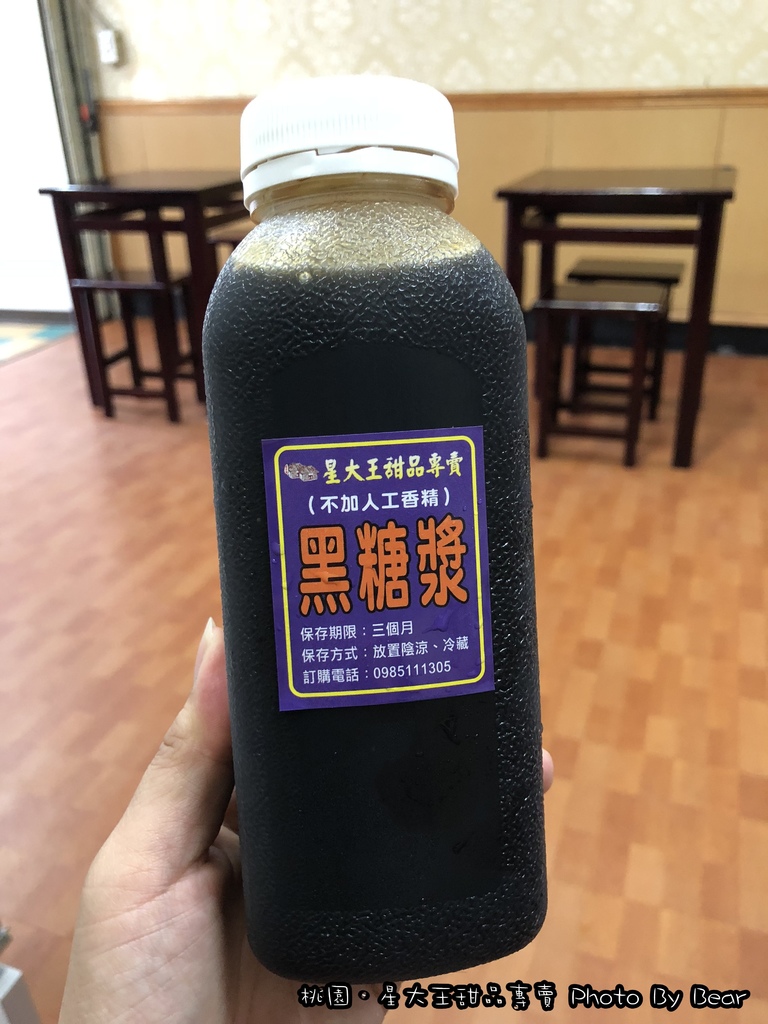 星大王甜品專賣
(不加人工香精)
黑糖漿
保存期限：三個月
保存方式：放置陰涼、冷藏
訂購電話：0985111305
桃園。星大王甜品專賣 Photo By Bear